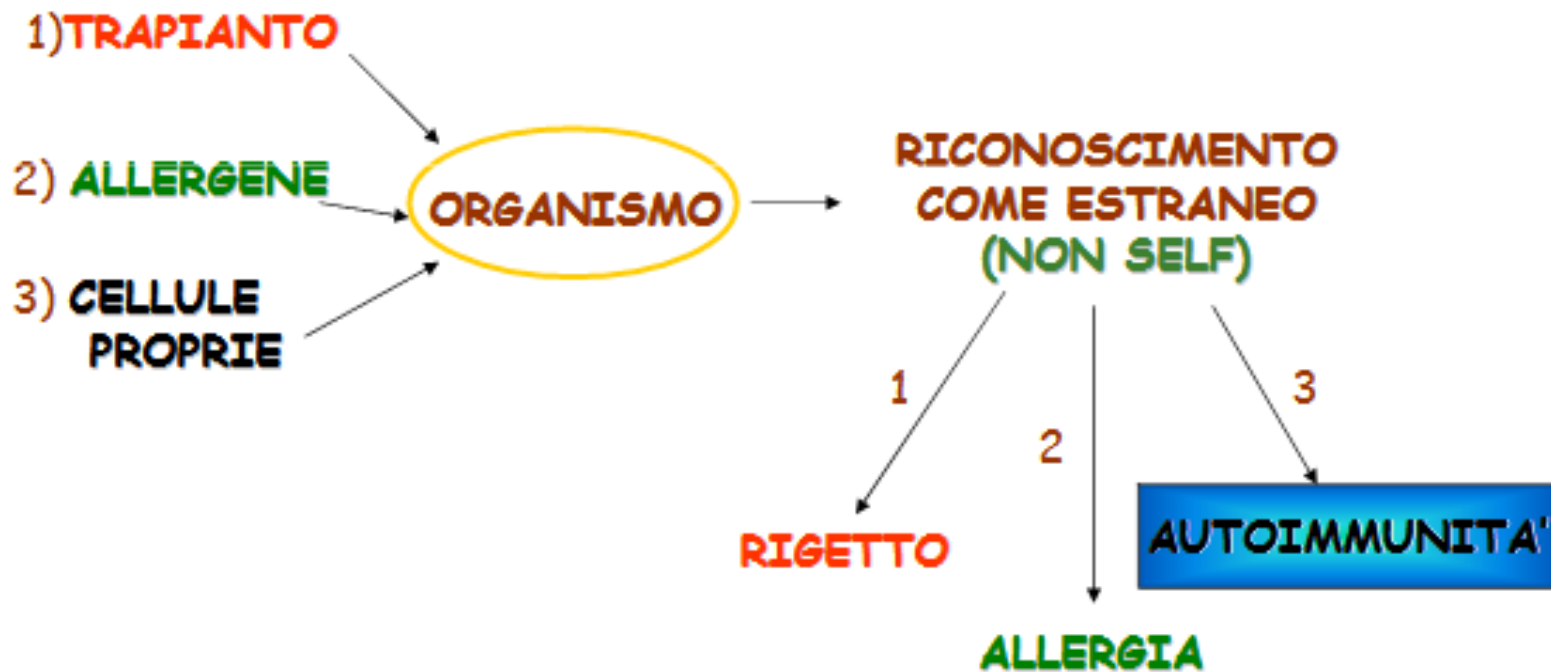 1)TRAPIANTO
2) ALLERGENE
3) CELLULE
PROPRIE
ORGANISMO
RICONOSCIMENTO
COME ESTRANEO
(NON SELF)
1
2
3
RIGETTO
ALLERGIA
AUTOIMMUNITA'